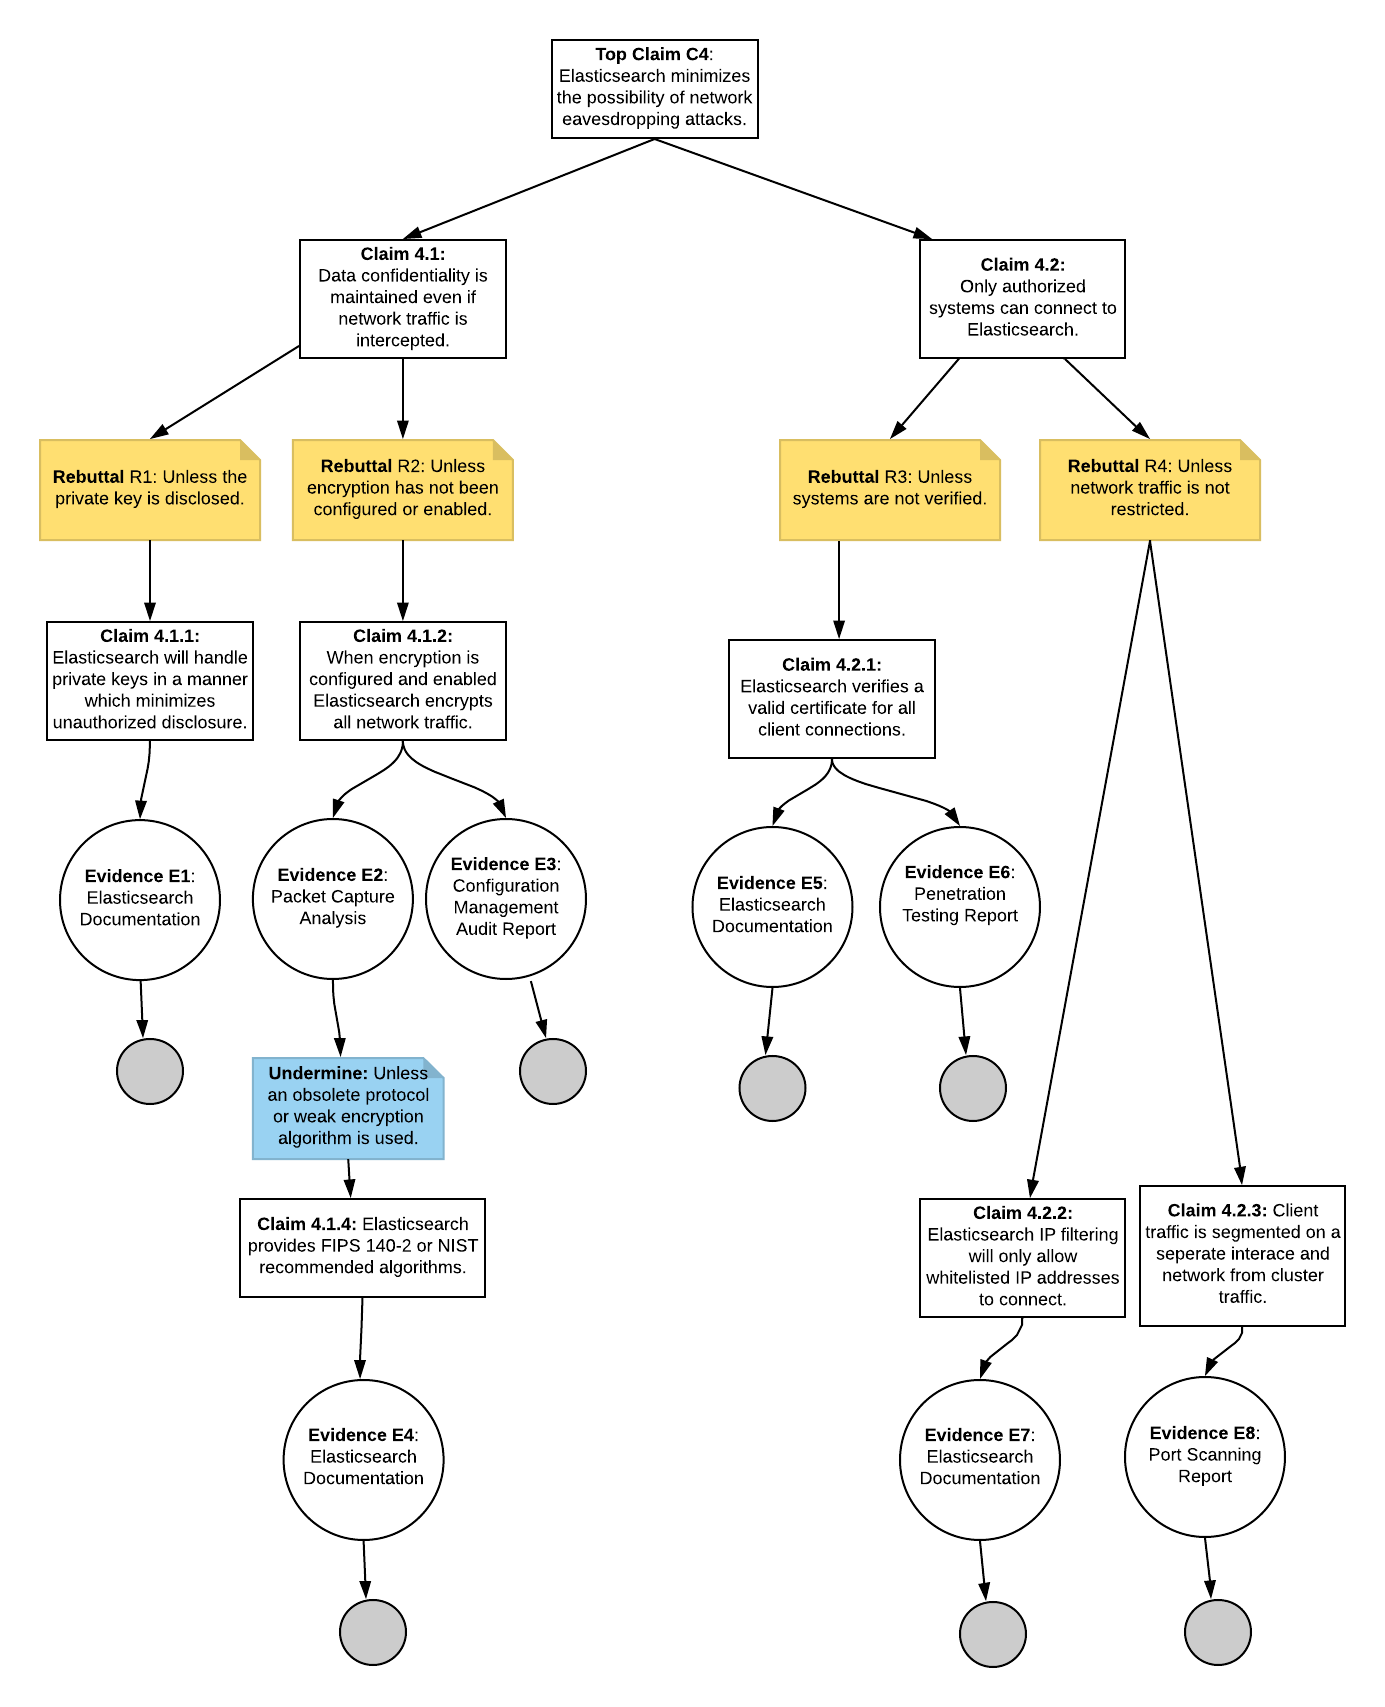 Top Claim C4:
Elasticsearch minimizes
the possibility of network
eavesdropping attacks.
Claim 4.1:
Data confidentiality is
maintained even if
network traffic is
intercepted.
Claim 4.2:
Only authorized
systems can connect to
Elasticsearch.
Rebuttal R1: Unless the
private key is disclosed.
Rebuttal R2: Unless
encryption has not been
configured or enabled.
Rebuttal R3: Unless
systems are not verified.
Rebuttal R4: Unless
network traffic is not
restricted.
Claim 4.1.1:
Elasticsearch will handle
private keys in a manner
which minimizes
unauthorized disclosure.
Claim 4.1.2:
When encryption is
configured and enabled
Elasticsearch encrypts
all network traffic.
Claim 4.2.1:
Elasticsearch verifies a
valid certificate for all
client connections.
Evidence E1:
Elasticsearch
Documentation
Evidence E2:
Packet Capture
Analysis
Evidence E3:
Configuration
Management
Audit Report
Evidence E5:
Elasticsearch
Documentation
Evidence E6:
Penetration
Testing Report
Undermine: Unless
an obsolete protocol
or weak encryption
algorithm is used.
Claim 4.1.4: Elasticsearch
provides FIPS 140-2 or NIST
recommended algorithms.
Claim 4.2.2:
Elasticsearch IP filtering
will only allow
whitelisted IP addresses
to connect.
Claim 4.2.3: Client
traffic is segmented on a
seperate interace and
network from cluster
traffic.
Evidence E4:
Elasticsearch
Documentation
Evidence E7:
Elasticsearch
Documentation
Evidence E8:
Port Scanning
Report